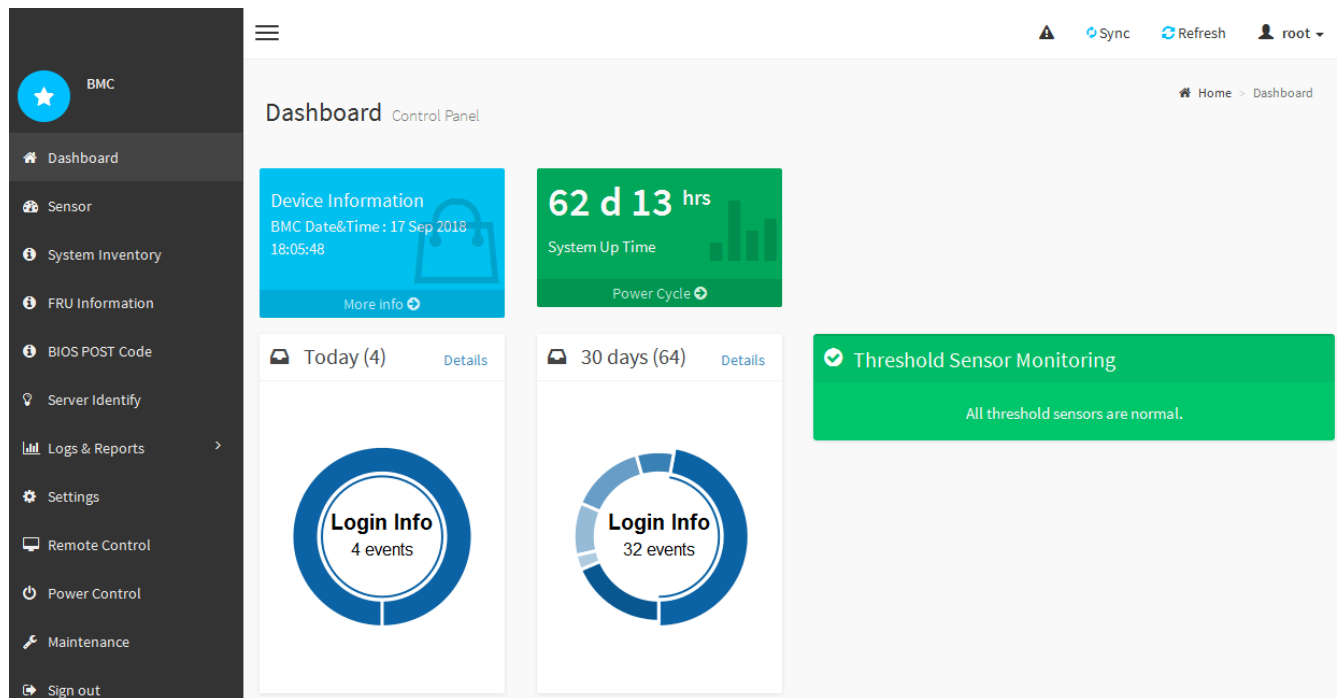 Sync
Refresh
root
BMC
Home > Dashboard
Dashboard Control Panel
Dashboard
Sensor
System Inventory
FRU Information
BIOS POST Code
Server Identify
Logs & Reports
Settings
Remote Control
Power Control
Maintenance
Sign out
Device Information
BMC Date&Time : 17 Sep 2018
18:05:48
More info
62 d 13 hrs
System Up Time
Power Cycle
Today (4) Details
Login Info
4 events
30 days (64) Details
Login Info
32 events
Threshold Sensor Monitoring
All threshold sensors are normal.